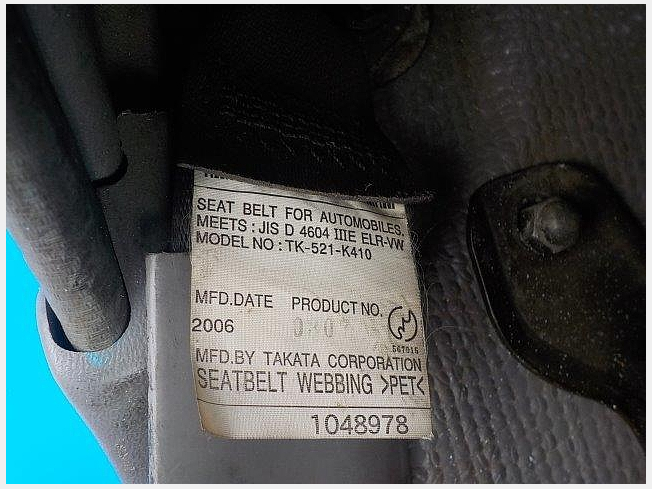 SEAT BELT FOR AUTOMOBILES.
MEETS : JIS D 4604 IIIE ELR-VW
MODEL NO : TK-521-K410
MFD.DATE PRODUCT NO.
2006
MFD.BY TAKATA CORPORATION
SEATBELT WEBBING >PET<
1048978